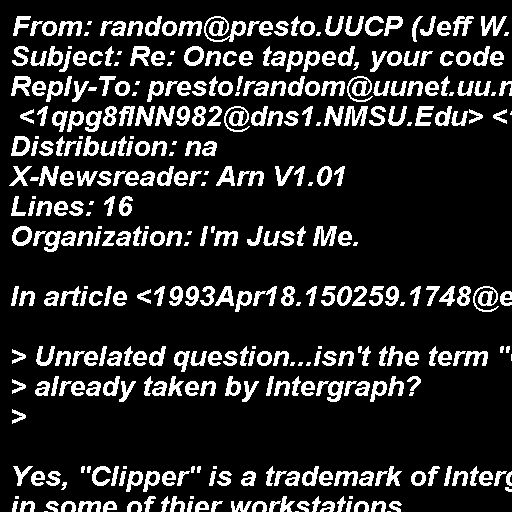 From: random@presto.UUCP (Jeff W.
Subject: Re: Once tapped, your code
Reply-To: presto!random@uunet.uu.n
<1qpg8fINN982@dns1.NMSU.Edu> <
Distribution: na
X-Newsreader: Arn V1.01
Lines: 16
Organization: I'm Just Me.
In article <1993Apr18.150259.1748@e
> Unrelated question...isn't the term "
> already taken by Intergraph?
>
Yes, "Clipper" is a trademark of Interg
in some of thier workstations